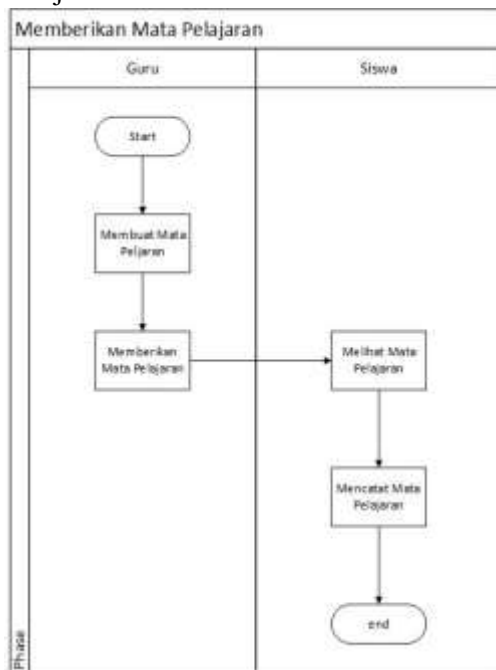 Memberikan Mata Pelajaran
Guru
Siswa
Start
Membuat Mata
Peljaran
Memberikan
Mata Pelajaran
Melihat Mata
Pelajaran
Mencatat Mata
Pelajaran
end
Phase